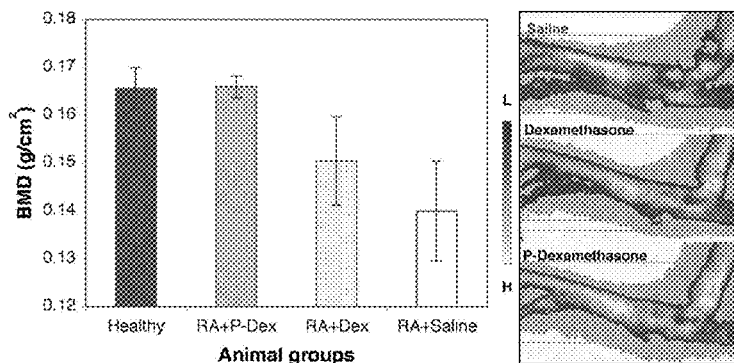 0.18
0.17
0.16
0.15
0.14
0.13
0.12
BMD (g/cm²)
Healthy RA+P-Dex RA+Dex RA+Saline
Animal groups
L
H
Saline
Dexamethasone
P-Dexamethasone